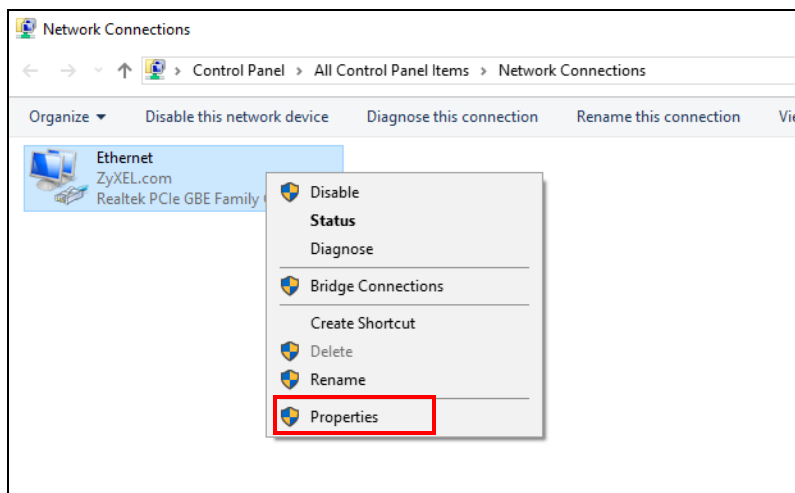 Network Connections
Control Panel > All Control Panel Items > Network Connections
Organize Disable this network device Diagnose this connection Rename this connection
Ethernet
ZyXEL.com
Realtek PCIe GBE Family
Disable
Status
Diagnose
Bridge Connections
Create Shortcut
Delete
Rename
Properties